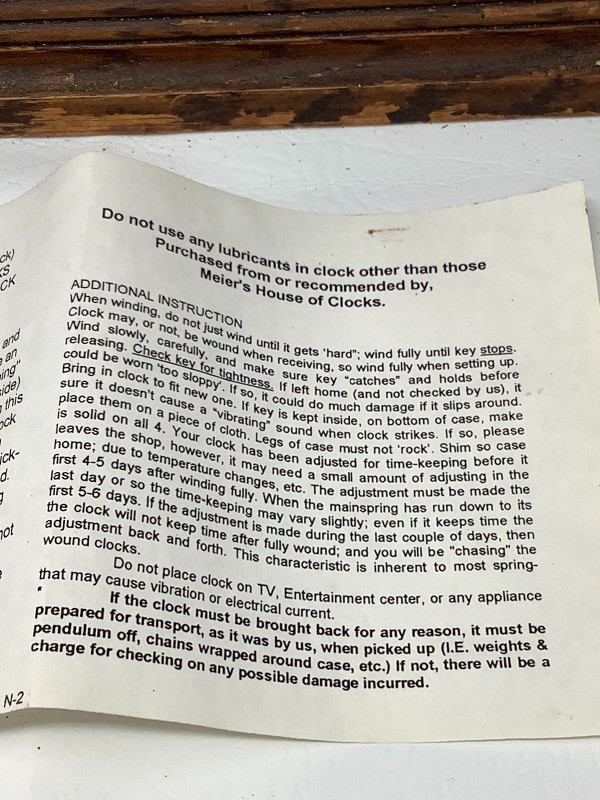 ck)
KS
CK
and
an
ing"
side)
this
ock
ick-
d.
g
not
e
N-2
Do not use any lubricants in clock other than those
Purchased from or recommended by,
Meier's House of Clocks.
ADDITIONAL INSTRUCTION
When winding, do not just wind until it gets 'hard"; wind fully until key stops.
Clock may, or not, be wound when receiving, so wind fully when setting up.
Wind slowly, carefully, and make sure key "catches" and holds before
releasing. Check key for tightness. If left home (and not checked by us), it
could be worn 'too sloppy'. If so, it could do much damage if it slips around.
Bring in clock to fit new one. If key is kept inside, on bottom of case, make
sure it doesn't cause a "vibrating" sound when clock strikes. If so, please
place them on a piece of cloth. Legs of case must not 'rock'. Shim so case
is solid on all 4. Your clock has been adjusted for time-keeping before it
leaves the shop, however, it may need a small amount of adjusting in the
home; due to temperature changes, etc. The adjustment must be made the
first 4-5 days after winding fully. When the mainspring has run down to its
last day or so the time-keeping may vary slightly; even if it keeps time the
first 5-6 days. If the adjustment is made during the last couple of days, then
the clock will not keep time after fully wound; and you will be "chasing" the
adjustment back and forth. This characteristic is inherent to most spring-
wound clocks.
Do not place clock on TV, Entertainment center, or any appliance
that may cause vibration or electrical current.
* If the clock must be brought back for any reason, it must be
prepared for transport, as it was by us, when picked up (I.E. weights &
pendulum off, chains wrapped around case, etc.) If not, there will be a
charge for checking on any possible damage incurred.